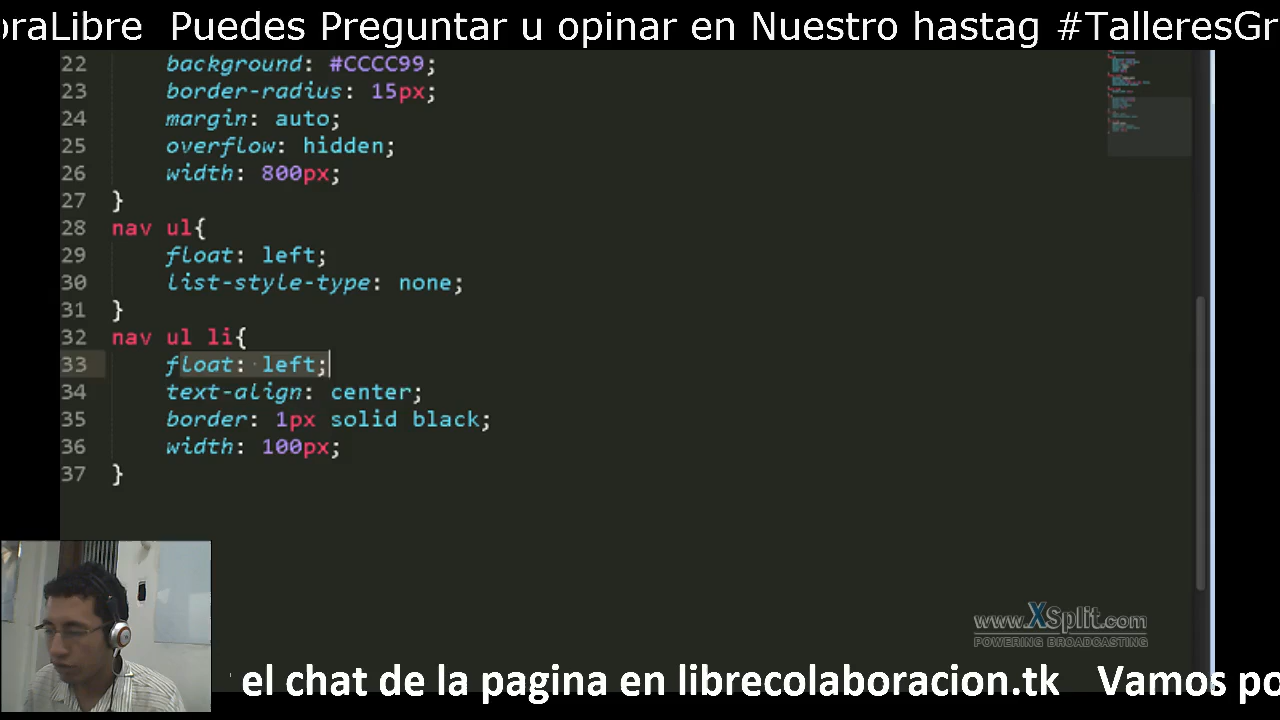 oraLibre Puedes Preguntar u opinar en Nuestro hastag #TalleresGr
22 background: #CCCC99;
23 border-radius: 15px;
24 margin: auto;
25 overflow: hidden;
26 width: 800px;
27 }
28 nav ul{
29 float: left;
30 list-style-type: none;
31 }
32 nav ul li{
33 float: left;
34 text-align: center;
35 border: 1px solid black;
36 width: 100px;
37 }
www.XSplit.com
POWERING BROADCASTING
el chat de la pagina en librecolaboracion.tk Vamos po